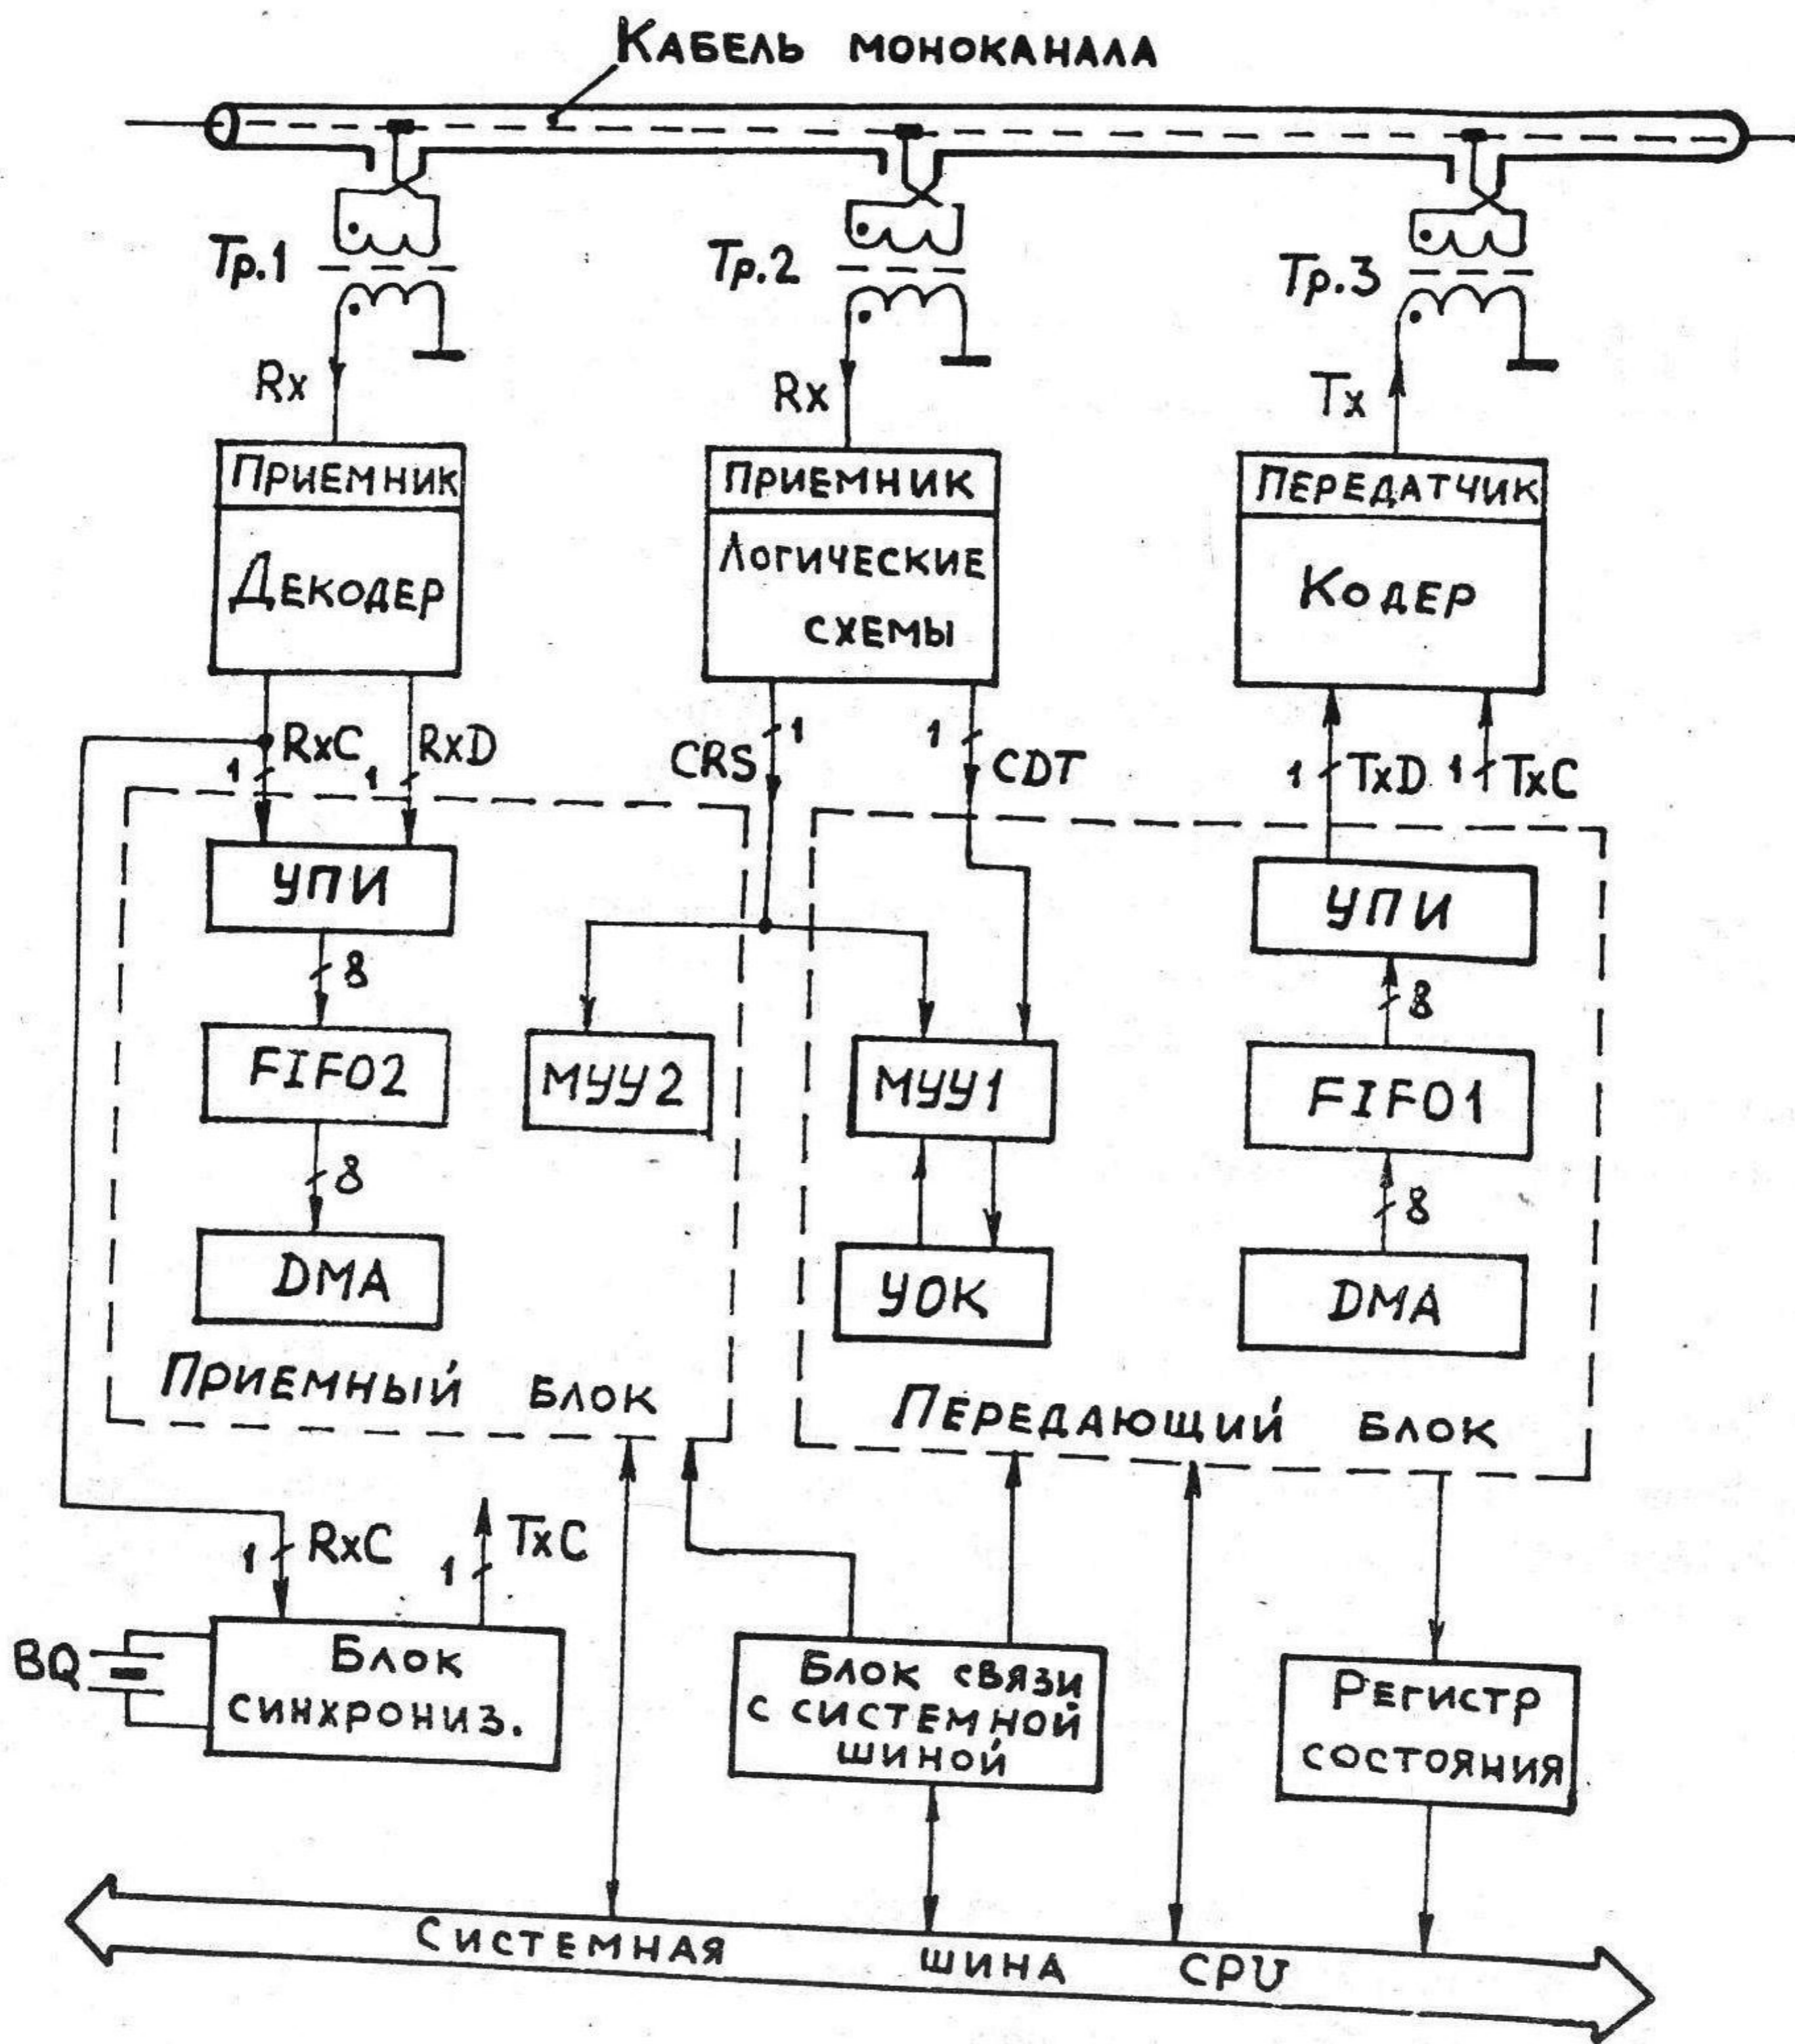 Кабель моноканала
Тр.1
Тр.2
Тр.3
Rx
Rx
Tx
Приемник
Декодер
Приемник
Логические
схемы
Передатчик
Кодер
1
RxC
1
RxD
CRS
1
1
CDT
1
TxD
1
TxC
УПИ
8
FIFO2
8
DMA
МУУ2
Приемный блок
МУУ1
УОК
УПИ
8
FIFO1
8
DMA
Передающий блок
1
RxC
1
TxC
BQ
Блок
синхрониз.
Блок связи
с системной
шиной
Регистр
состояния
Системная шина CPU